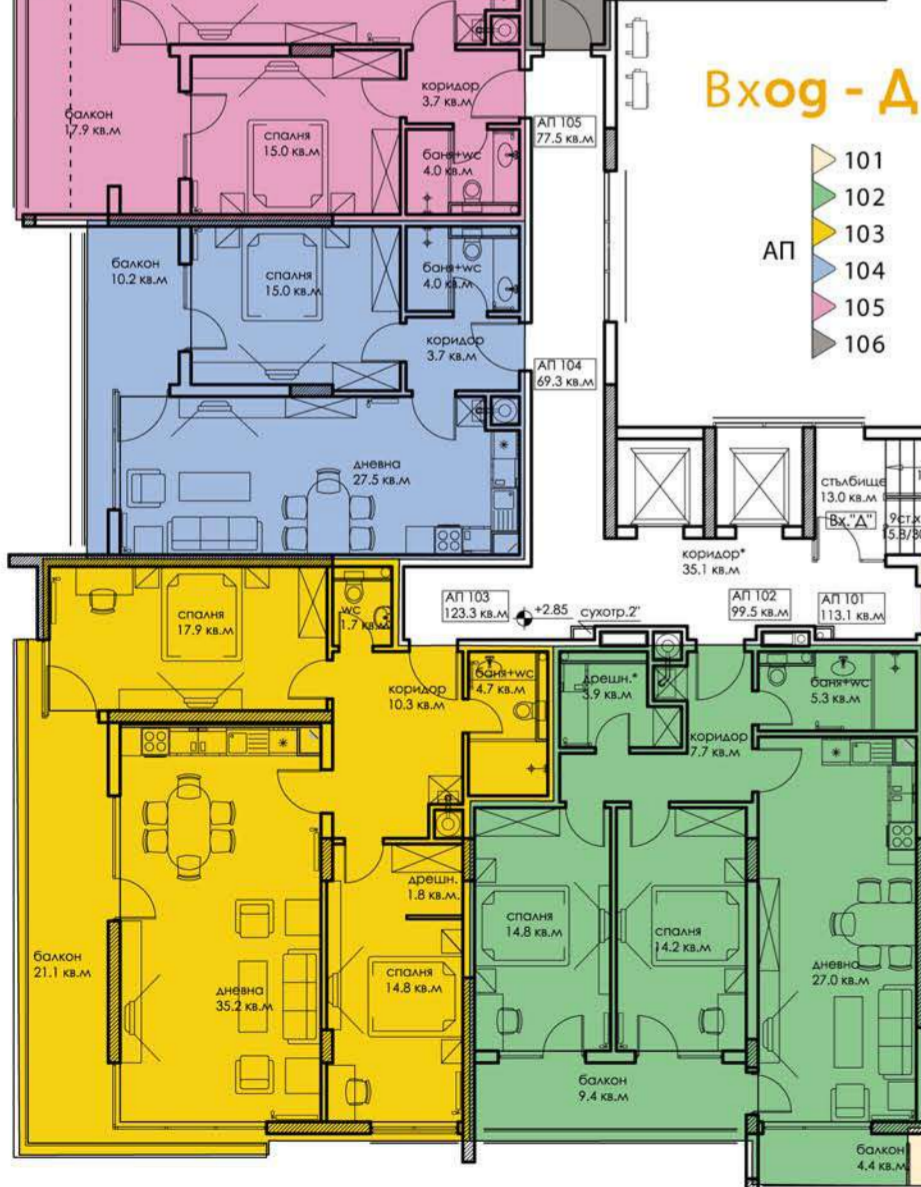 Вход - Д
АП
101
102
103
104
105
106
балкон
17.9 кв.м
спалня
15.0 кв.м
коридор
3.7 кв.м
баня+wc
4.0 кв.м
АП 105
77.5 кв.м
балкон
10.2 кв.м
спалня
15.0 кв.м
баня+wc
4.0 кв.м
коридор
3.7 кв.м
АП 104
69.3 кв.м
дневна
27.5 кв.м
стълбище
13.0 кв.м
Вх."Д"
коридор*
35.1 кв.м
АП 103
123.3 кв.м
+2.85
сухотр.2"
АП 102
99.5 кв.м
АП 101
113.1 кв.м
спалня
17.9 кв.м
wc
1.7 кв.м
коридор
10.3 кв.м
баня+wc
4.7 кв.м
дрешн.*
3.9 кв.м
баня+wc
5.3 кв.м
коридор
7.7 кв.м
дрешн.
1.8 кв.м.
спалня
14.8 кв.м
спалня
14.2 кв.м
балкон
21.1 кв.м
дневна
35.2 кв.м
спалня
14.8 кв.м
дневна
27.0 кв.м
балкон
9.4 кв.м
балкон
4.4 кв.м